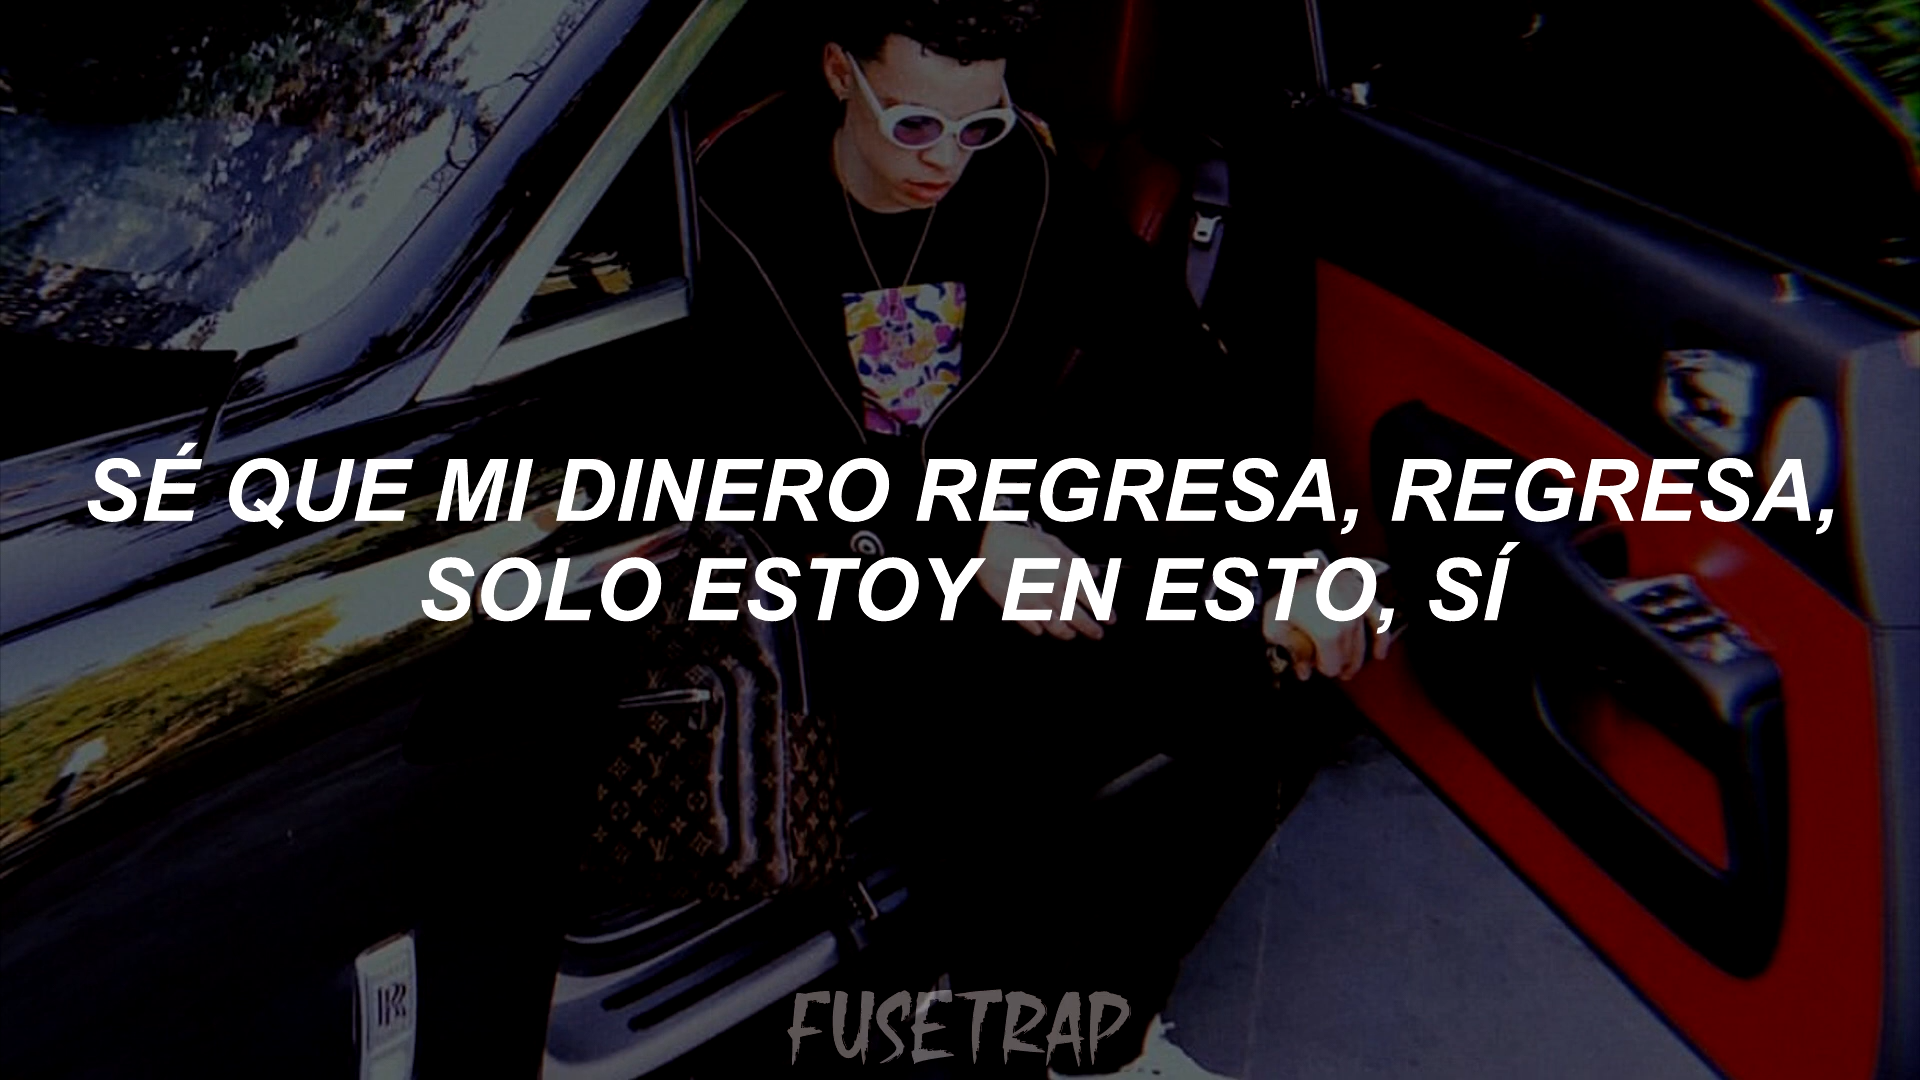 SÉ QUE MI DINERO REGRESA, REGRESA,
SOLO ESTOY EN ESTO, SÍ
FUSETRAP